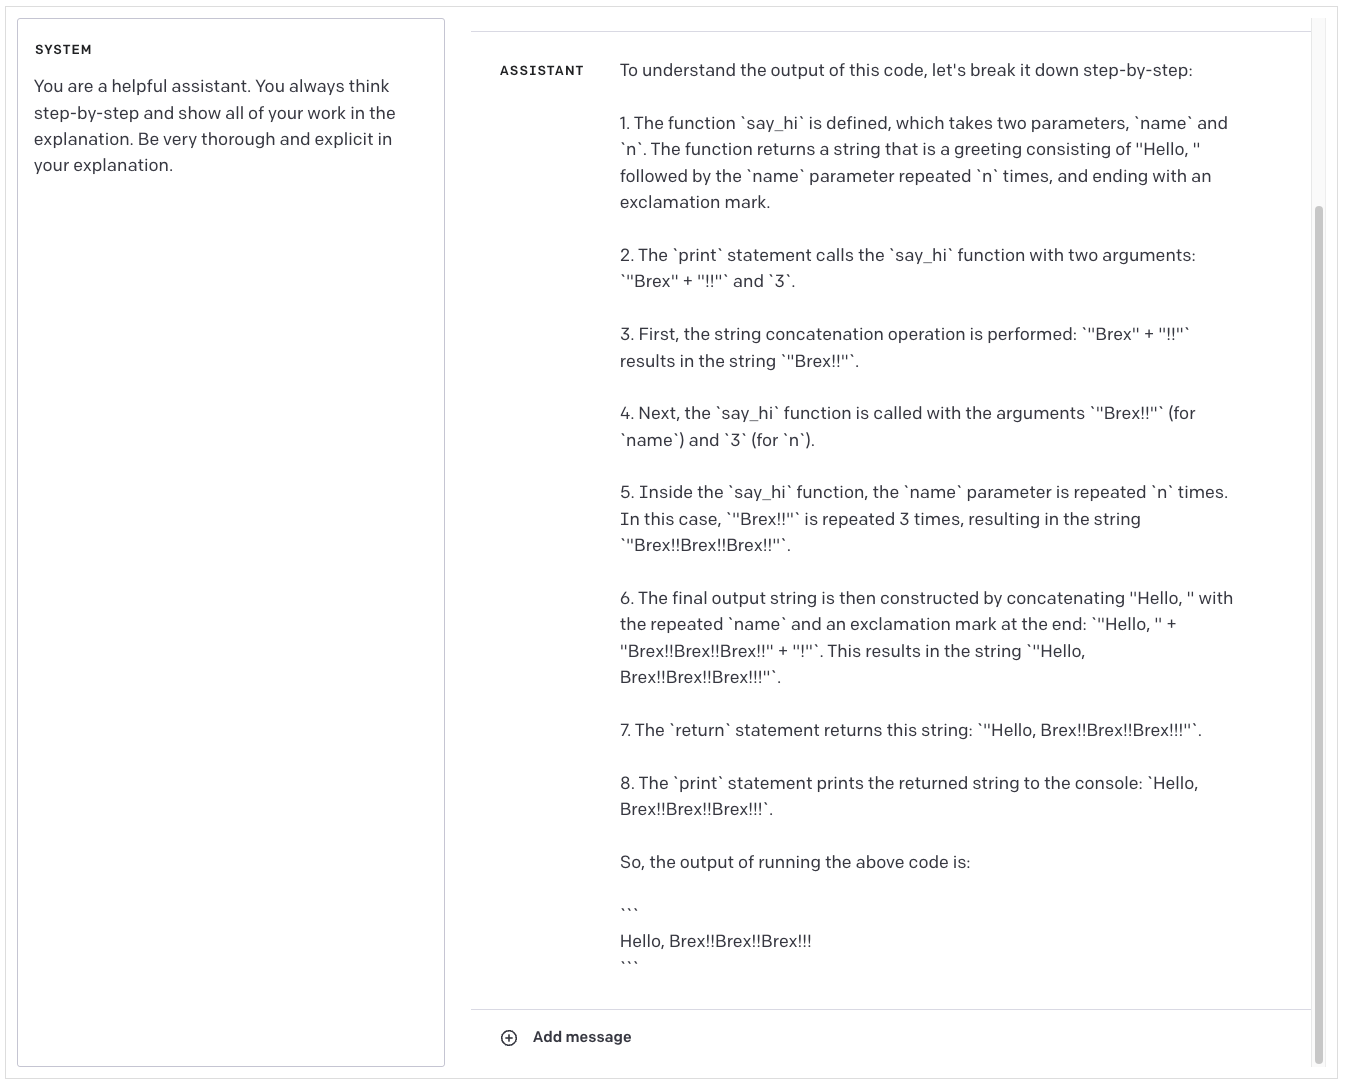 SYSTEM
You are a helpful assistant. You always think
step-by-step and show all of your work in the
explanation. Be very thorough and explicit in
your explanation.
ASSISTANT
To understand the output of this code, let's break it down step-by-step:
1. The function `say_hi` is defined, which takes two parameters, `name` and
`n`. The function returns a string that is a greeting consisting of "Hello, "
followed by the `name` parameter repeated `n` times, and ending with an
exclamation mark.
2. The `print` statement calls the `say_hi` function with two arguments:
`"Brex" + "!!"` and `3`.
3. First, the string concatenation operation is performed: `"Brex" + "!!"`
results in the string `"Brex!!"`.
4. Next, the `say_hi` function is called with the arguments `"Brex!!"` (for
`name`) and `3` (for `n`).
5. Inside the `say_hi` function, the `name` parameter is repeated `n` times.
In this case, `"Brex!!"` is repeated 3 times, resulting in the string
`"Brex!!Brex!!Brex!!"`.
6. The final output string is then constructed by concatenating "Hello, " with
the repeated `name` and an exclamation mark at the end: `"Hello, " +
"Brex!!Brex!!Brex!!" + "!"`. This results in the string `"Hello,
Brex!!Brex!!Brex!!!"`.
7. The `return` statement returns this string: `"Hello, Brex!!Brex!!Brex!!!"`.
8. The `print` statement prints the returned string to the console: `Hello,
Brex!!Brex!!Brex!!!`.
So, the output of running the above code is:
```
Hello, Brex!!Brex!!Brex!!!
```
Add message